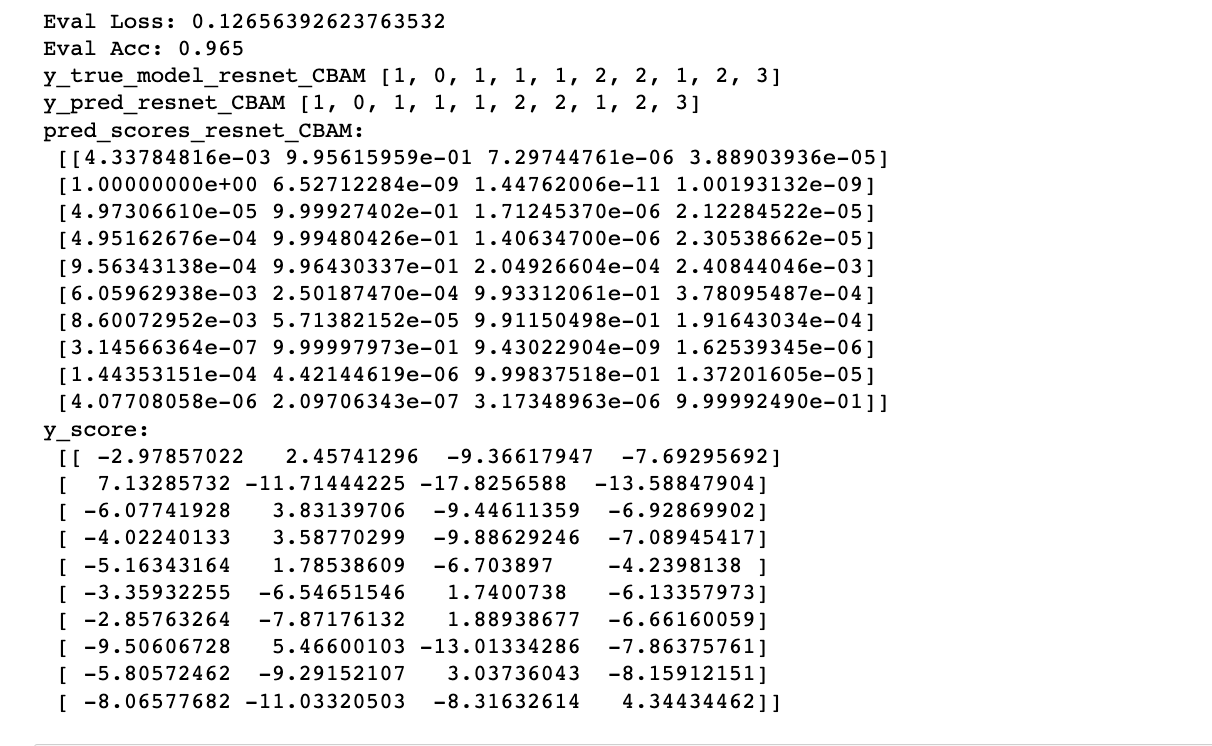 Eval Loss: 0.12656392623763532
Eval Acc: 0.965
y_true_model_resnet_CBAM [1, 0, 1, 1, 1, 2, 2, 1, 2, 3]
y_pred_resnet_CBAM [1, 0, 1, 1, 1, 2, 2, 1, 2, 3]
pred_scores_resnet_CBAM:
[[4.33784816e-03 9.95615959e-01 7.29744761e-06 3.88903936e-05]
[1.00000000e+00 6.52712284e-09 1.44762006e-11 1.00193132e-09]
[4.97306610e-05 9.99927402e-01 1.71245370e-06 2.12284522e-05]
[4.95162676e-04 9.99480426e-01 1.40634700e-06 2.30538662e-05]
[9.56343138e-04 9.96430337e-01 2.04926604e-04 2.40844046e-03]
[6.05962938e-03 2.50187470e-04 9.93312061e-01 3.78095487e-04]
[8.60072952e-03 5.71382152e-05 9.91150498e-01 1.91643034e-04]
[3.14566364e-07 9.99997973e-01 9.43022904e-09 1.62539345e-06]
[1.44353151e-04 4.42144619e-06 9.99837518e-01 1.37201605e-05]
[4.07708058e-06 2.09706343e-07 3.17348963e-06 9.99992490e-01]]
y_score:
[[ -2.97857022 2.45741296 -9.36617947 -7.69295692]
[ 7.13285732 -11.71444225 -17.8256588 -13.58847904]
[ -6.07741928 3.83139706 -9.44611359 -6.92869902]
[ -4.02240133 3.58770299 -9.88629246 -7.08945417]
[ -5.16343164 1.78538609 -6.703897 -4.2398138 ]
[ -3.35932255 -6.54651546 1.7400738 -6.13357973]
[ -2.85763264 -7.87176132 1.88938677 -6.66160059]
[ -9.50606728 5.46600103 -13.01334286 -7.86375761]
[ -5.80572462 -9.29152107 3.03736043 -8.15912151]
[ -8.06577682 -11.03320503 -8.31632614 4.34434462]]